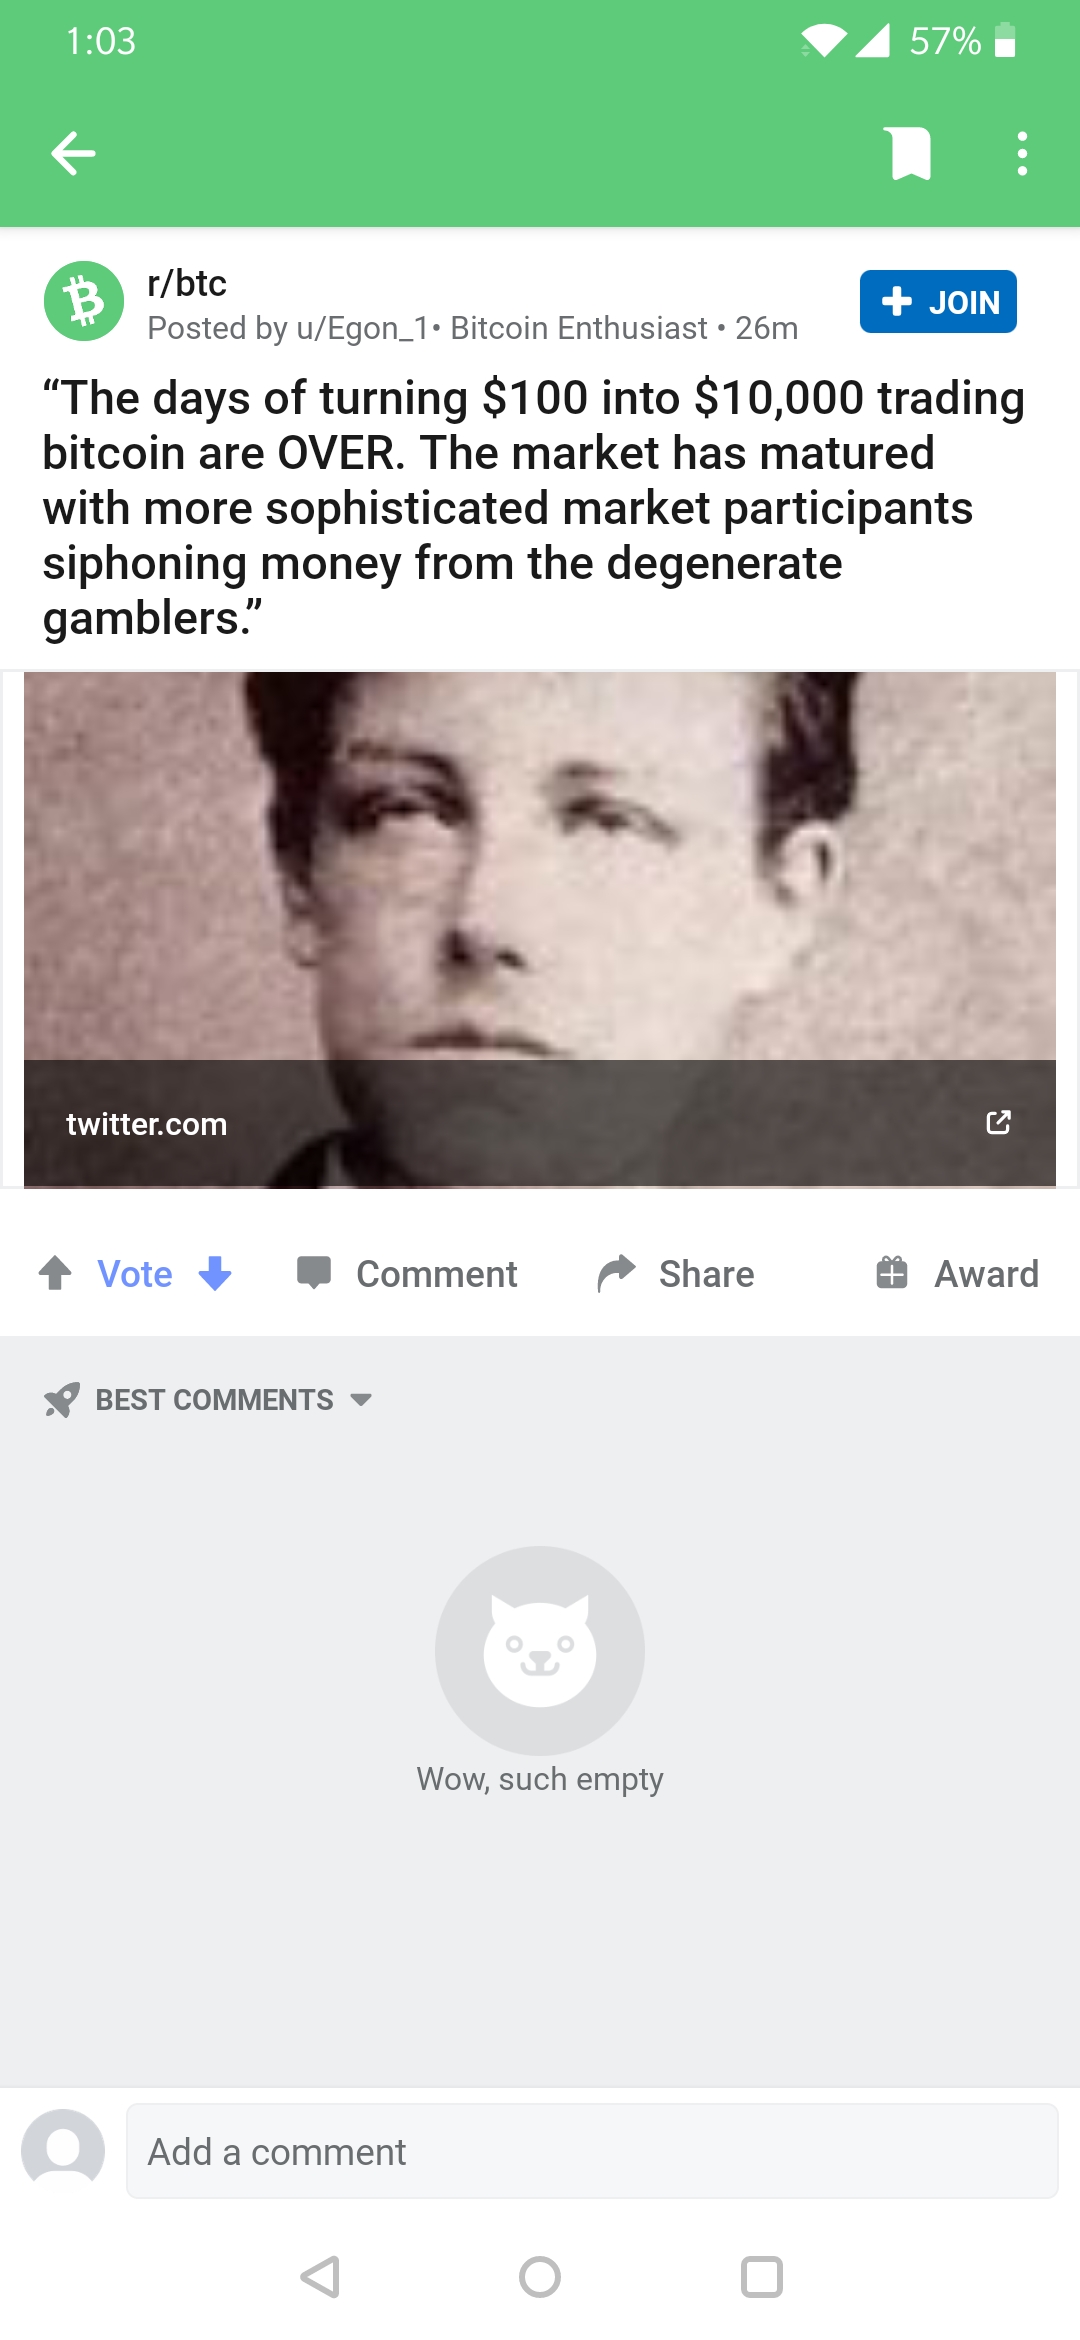 1:03
57%
r/btc
Posted by u/Egon_1• Bitcoin Enthusiast • 26m
JOIN
“The days of turning $100 into $10,000 trading
bitcoin are OVER. The market has matured
with more sophisticated market participants
siphoning money from the degenerate
gamblers.”
twitter.com
Vote
Comment
Share
Award
BEST COMMENTS
Wow, such empty
Add a comment